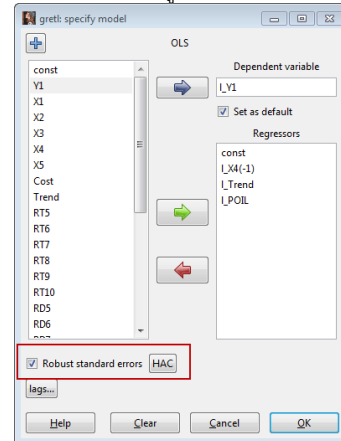 gretl: specify model
OLS
const
Y1
X1
X2
X3
X4
X5
Cost
Trend
RT5
RT6
RT7
RT8
RT9
RT10
RD5
RD6
Dependent variable
l_Y1
Set as default
Regressors
const
l_X4(-1)
l_Trend
l_POIL
Robust standard errors HAC
lags...
Help Clear Cancel OK